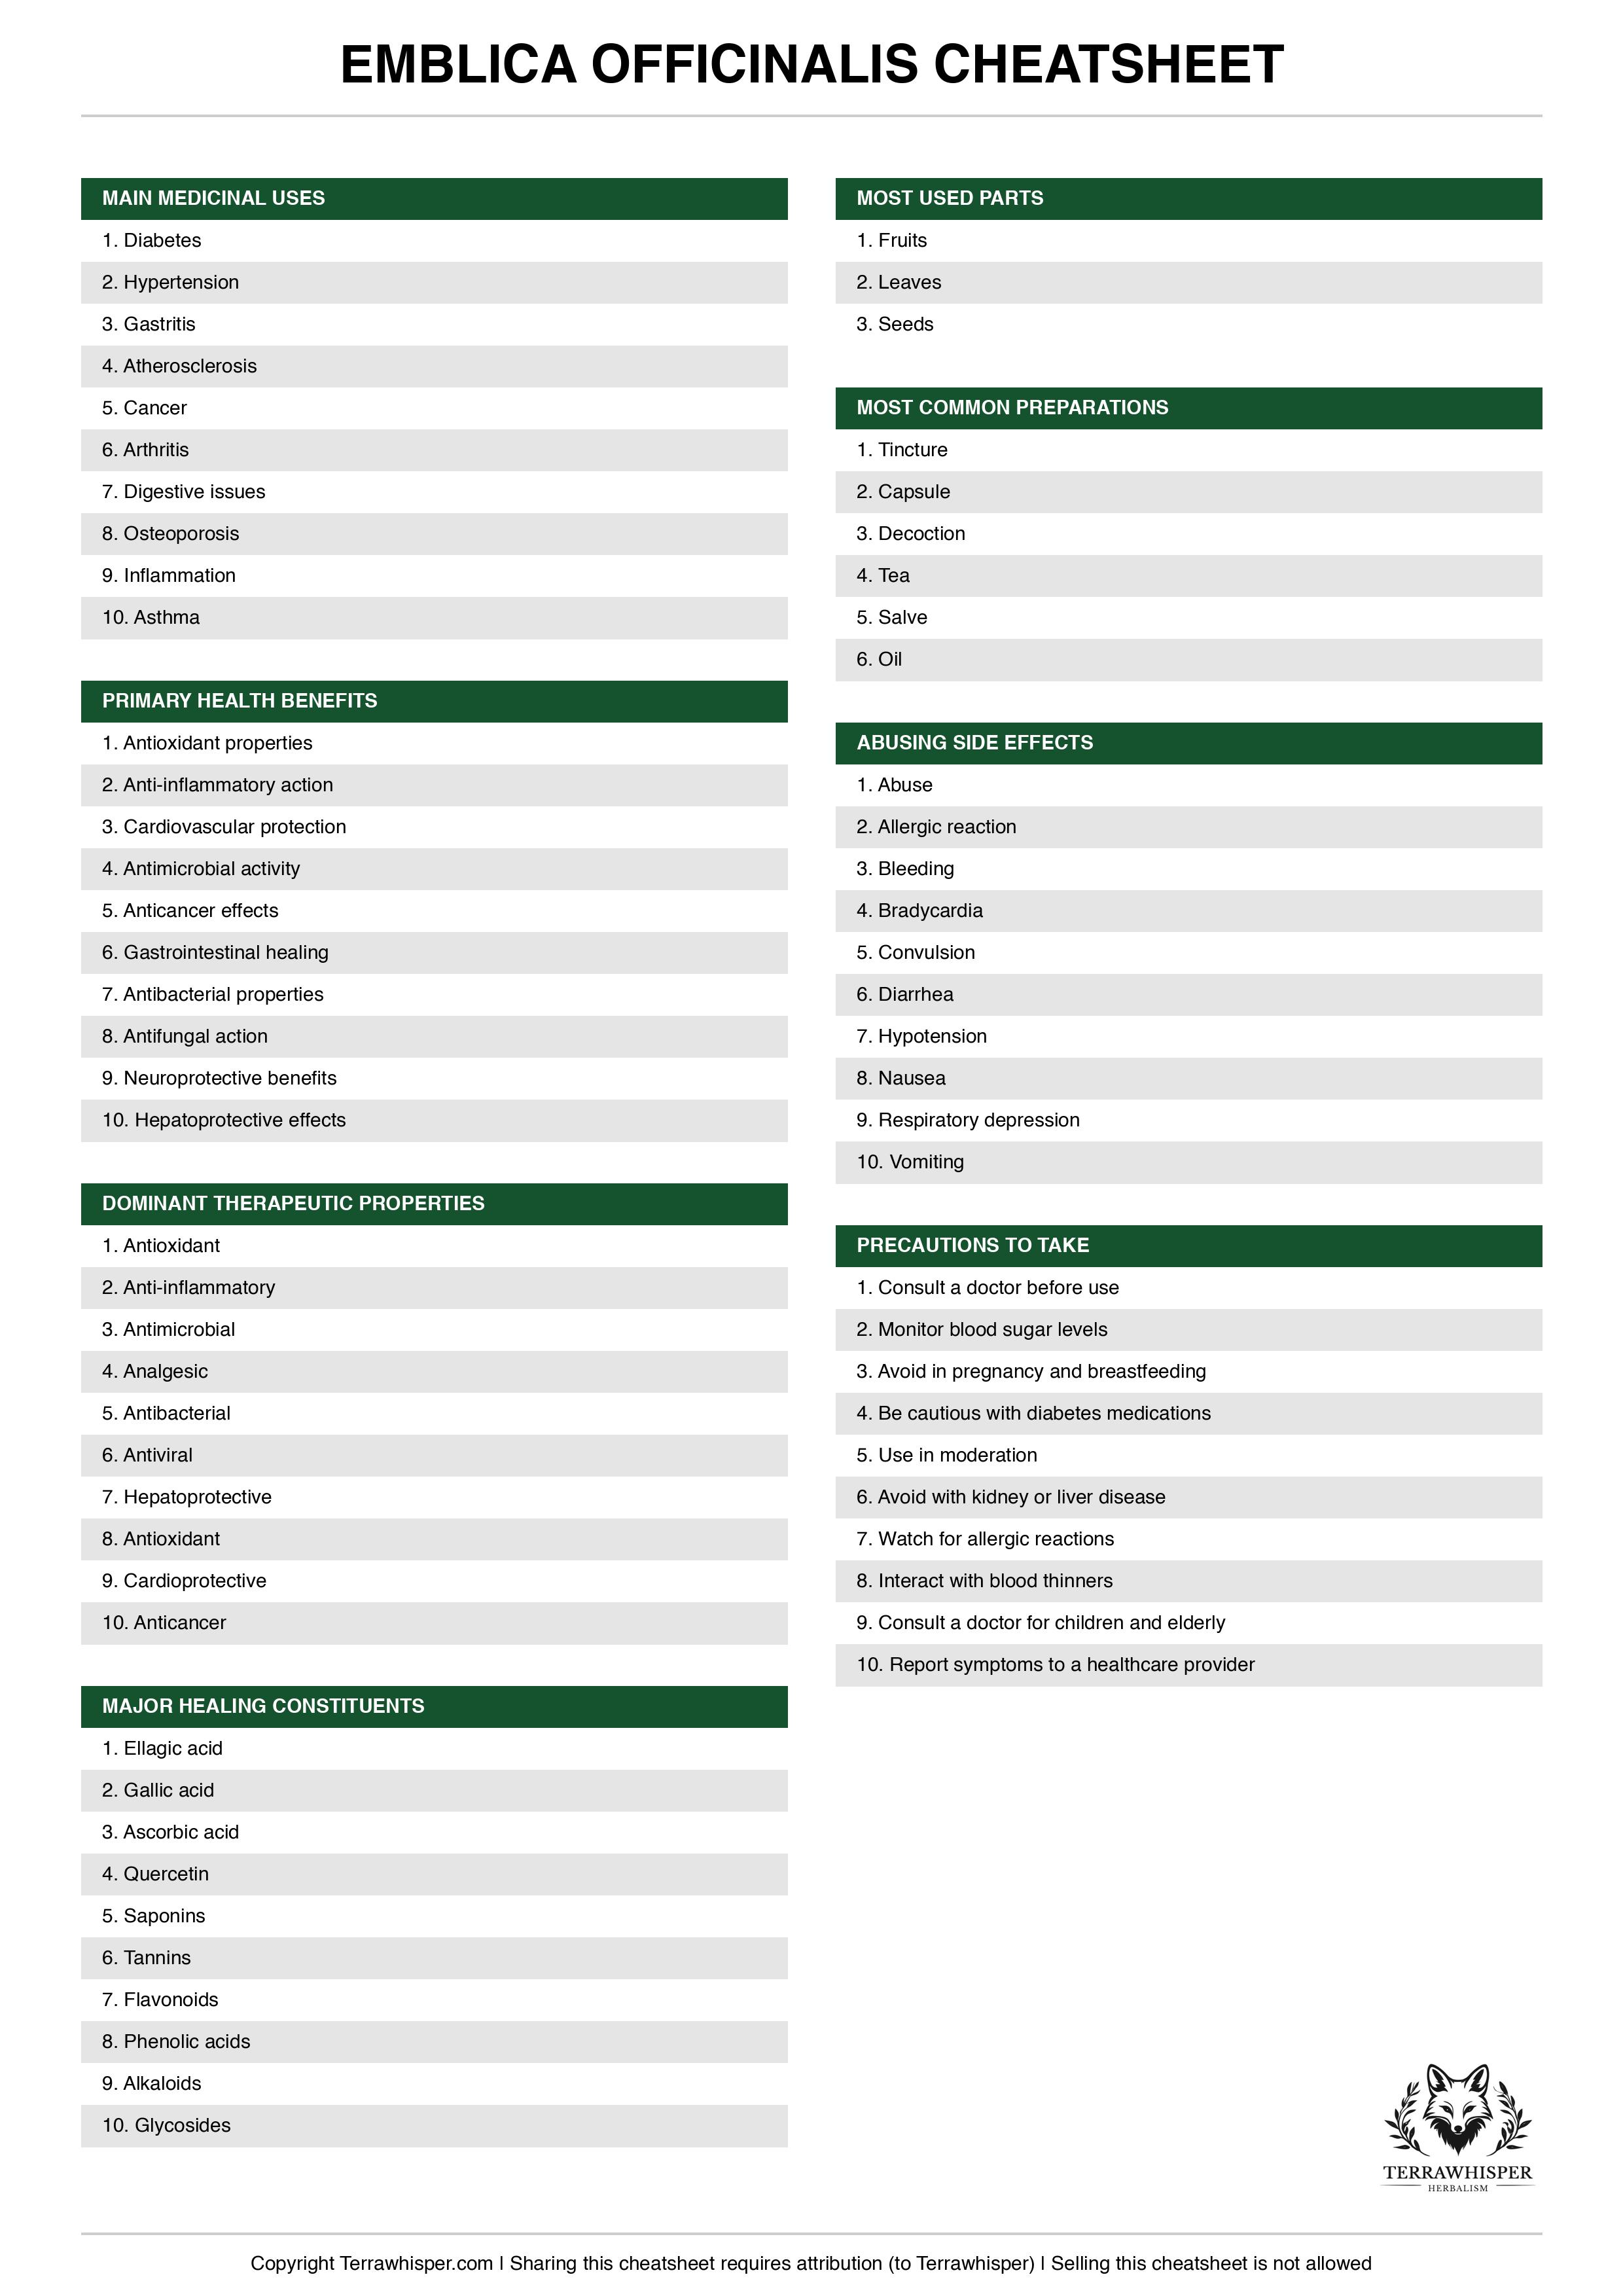 EMBLICA OFFICINALIS CHEATSHEET
MAIN MEDICINAL USES
1. Diabetes
2. Hypertension
3. Gastritis
4. Atherosclerosis
5. Cancer
6. Arthritis
7. Digestive issues
8. Osteoporosis
9. Inflammation
10. Asthma
PRIMARY HEALTH BENEFITS
1. Antioxidant properties
2. Anti-inflammatory action
3. Cardiovascular protection
4. Antimicrobial activity
5. Anticancer effects
6. Gastrointestinal healing
7. Antibacterial properties
8. Antifungal action
9. Neuroprotective benefits
10. Hepatoprotective effects
DOMINANT THERAPEUTIC PROPERTIES
1. Antioxidant
2. Anti-inflammatory
3. Antimicrobial
4. Analgesic
5. Antibacterial
6. Antiviral
7. Hepatoprotective
8. Antioxidant
9. Cardioprotective
10. Anticancer
MAJOR HEALING CONSTITUENTS
1. Ellagic acid
2. Gallic acid
3. Ascorbic acid
4. Quercetin
5. Saponins
6. Tannins
7. Flavonoids
8. Phenolic acids
9. Alkaloids
10. Glycosides
MOST USED PARTS
1. Fruits
2. Leaves
3. Seeds
MOST COMMON PREPARATIONS
1. Tincture
2. Capsule
3. Decoction
4. Tea
5. Salve
6. Oil
ABUSING SIDE EFFECTS
1. Abuse
2. Allergic reaction
3. Bleeding
4. Bradycardia
5. Convulsion
6. Diarrhea
7. Hypotension
8. Nausea
9. Respiratory depression
10. Vomiting
PRECAUTIONS TO TAKE
1. Consult a doctor before use
2. Monitor blood sugar levels
3. Avoid in pregnancy and breastfeeding
4. Be cautious with diabetes medications
5. Use in moderation
6. Avoid with kidney or liver disease
7. Watch for allergic reactions
8. Interact with blood thinners
9. Consult a doctor for children and elderly
10. Report symptoms to a healthcare provider
TERRAWHISPER
HERBALISM
Copyright Terrawhisper.com | Sharing this cheatsheet requires attribution (to Terrawhisper) | Selling this cheatsheet is not allowed